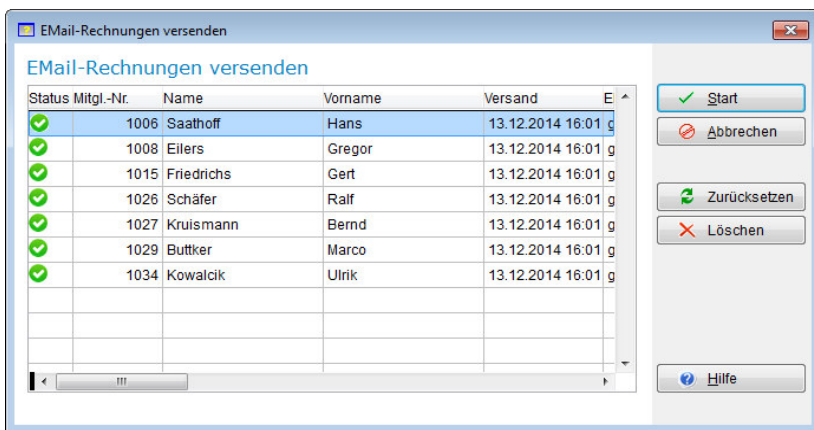 EMail-Rechnungen versenden
EMail-Rechnungen versenden
Status Mitgl.-Nr. Name Vorname Versand E
1006 Saathoff Hans 13.12.2014 16:01 g
1008 Eilers Gregor 13.12.2014 16:01 g
1015 Friedrichs Gert 13.12.2014 16:01 g
1026 Schäfer Ralf 13.12.2014 16:01 g
1027 Kruismann Bernd 13.12.2014 16:01 g
1029 Buttker Marco 13.12.2014 16:01 g
1034 Kowalcik Ulrik 13.12.2014 16:01 g
Start
Abbrechen
Zurücksetzen
Löschen
Hilfe